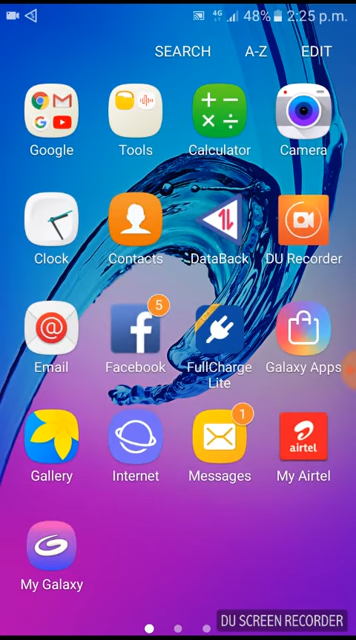 4G 48% 2:25 p.m.
SEARCH A-Z EDIT
Google Tools Calculator Camera
Clock Contacts DataBack DU Recorder
5
Email Facebook FullCharge Lite Galaxy Apps
1
airtel
Gallery Internet Messages My Airtel
My Galaxy
DU SCREEN RECORDER